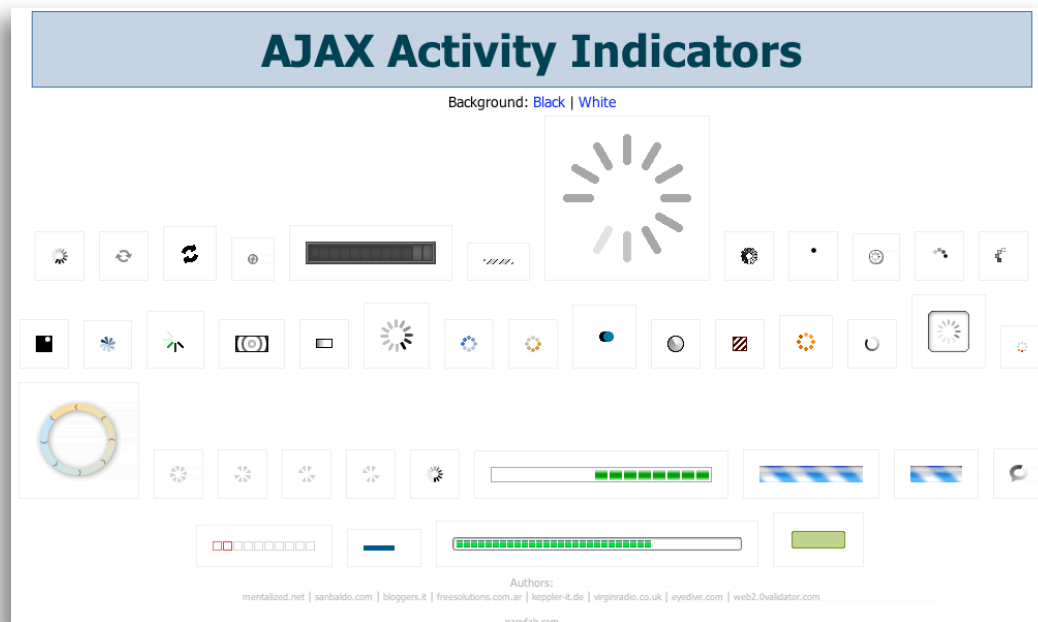 AJAX Activity Indicators
Background: Black | White
Authors:
mentalized.net | sanbaldo.com | bloggers.it | freesolutions.com.ar | keppler-it.de | virginradio.co.uk | eyedive.com | web2.0validator.com